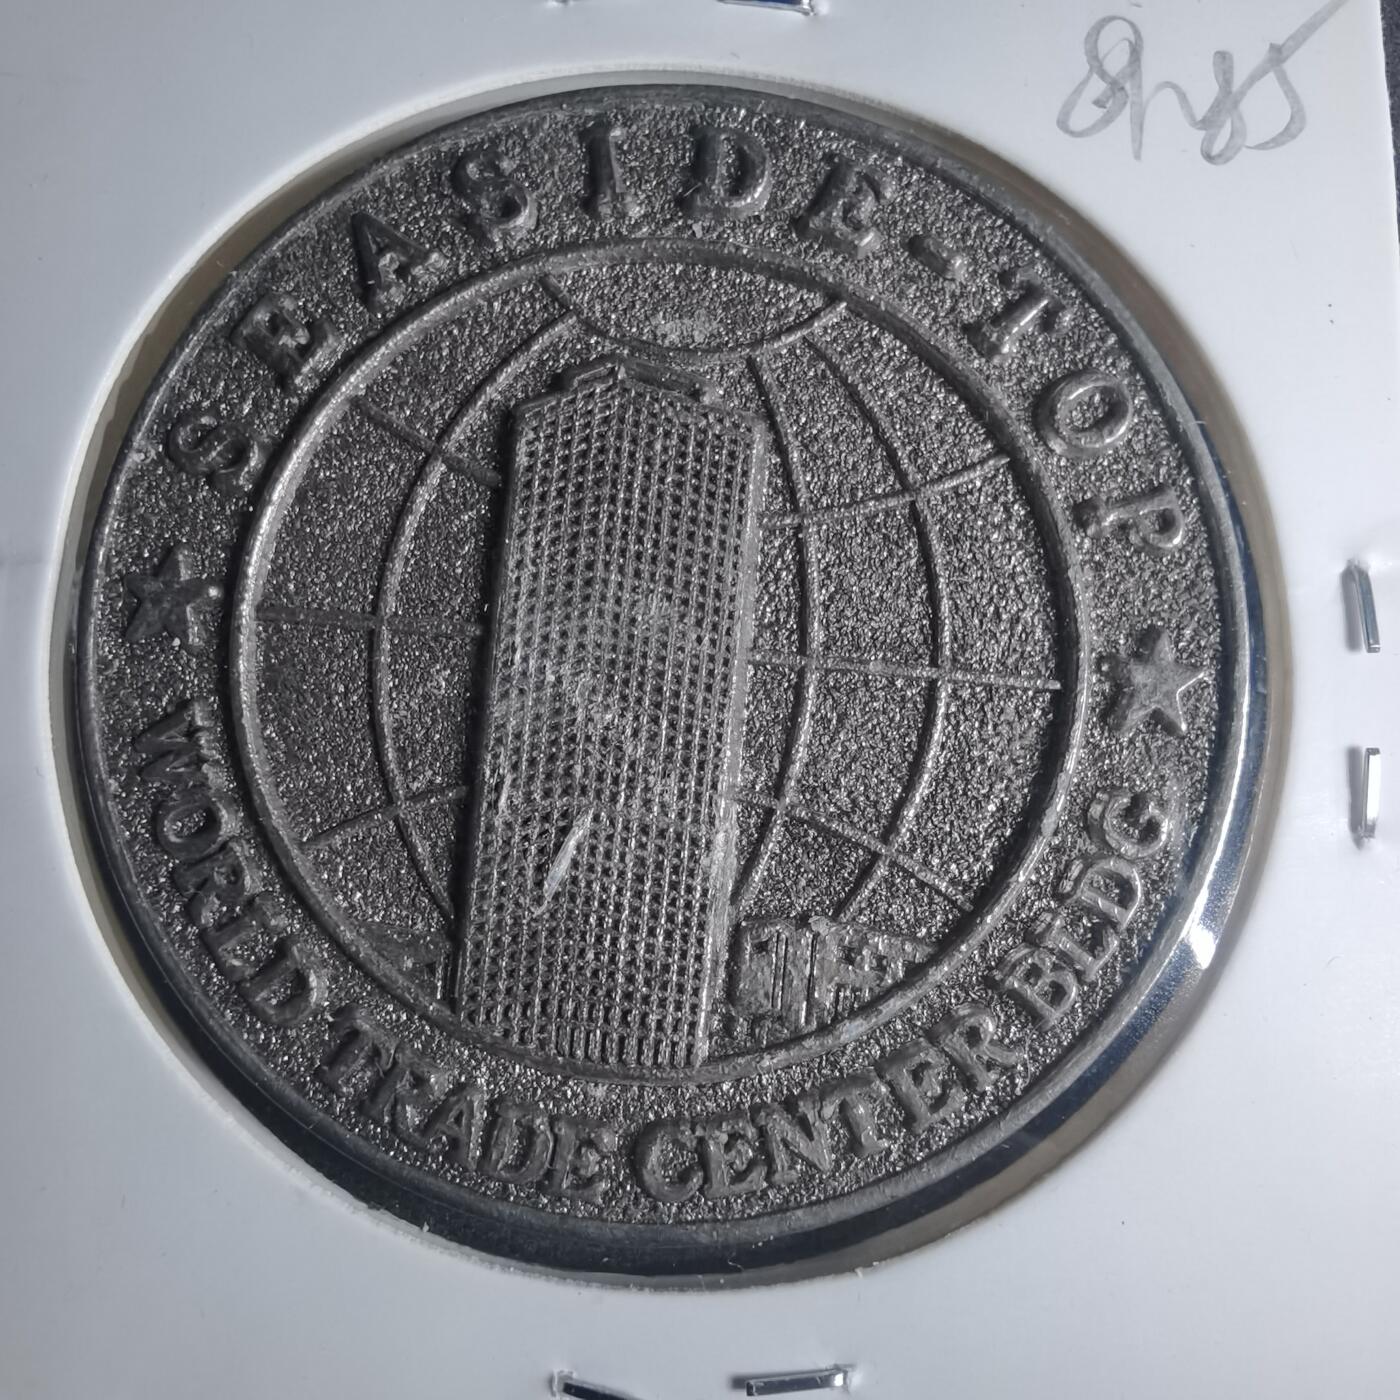 SEASIDE-TOP
WORLD TRADE CENTER BLDG.